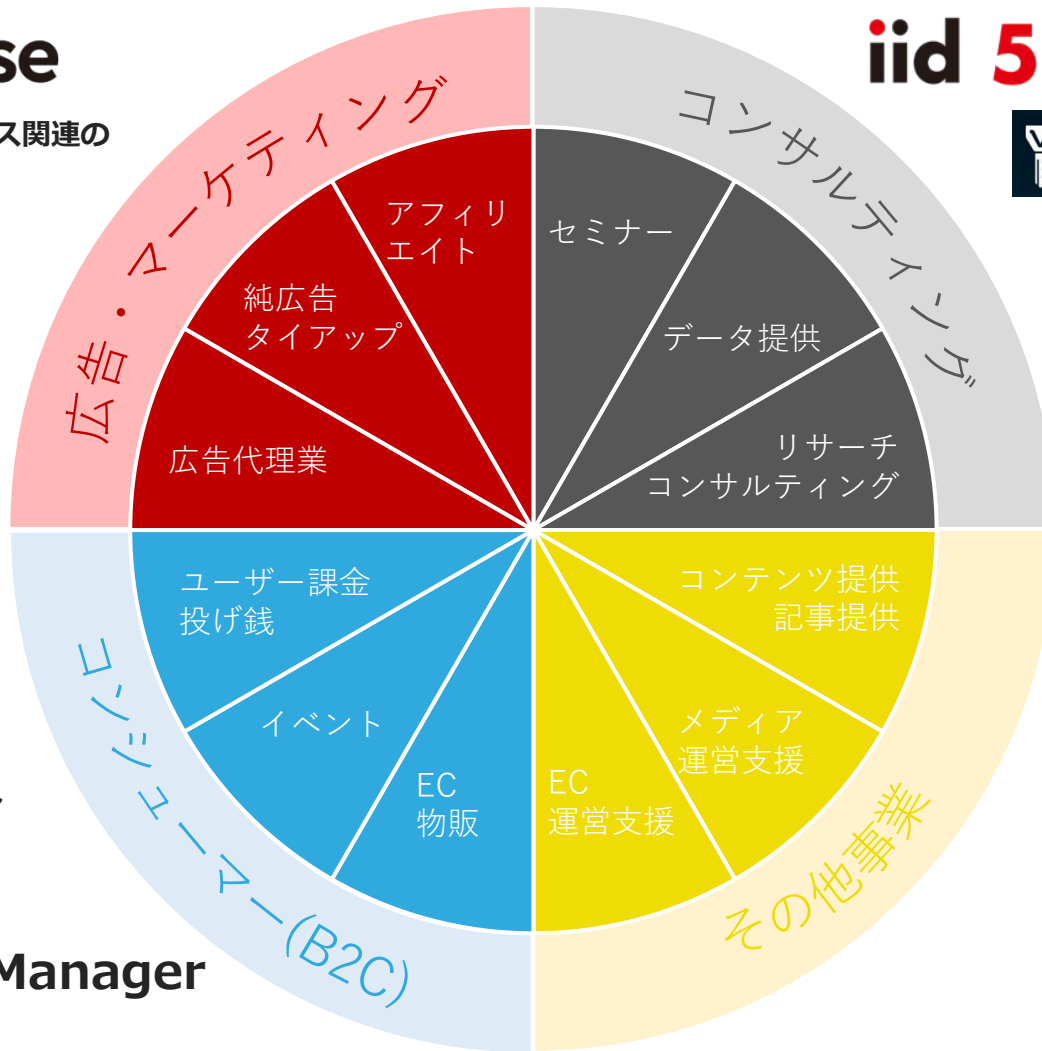 se
ス関連の
iid 5
広告・マーケティング
コンサルティング
アフィリ
エイト
純広告
タイアップ
広告代理業
セミナー
データ提供
リサーチ
コンサルティング
ユーザー課金
投げ銭
イベント
EC
物販
コンテンツ提供
記事提供
メディア
運営支援
EC
運営支援
コンシューマー(B2C)
その他事業
Manager